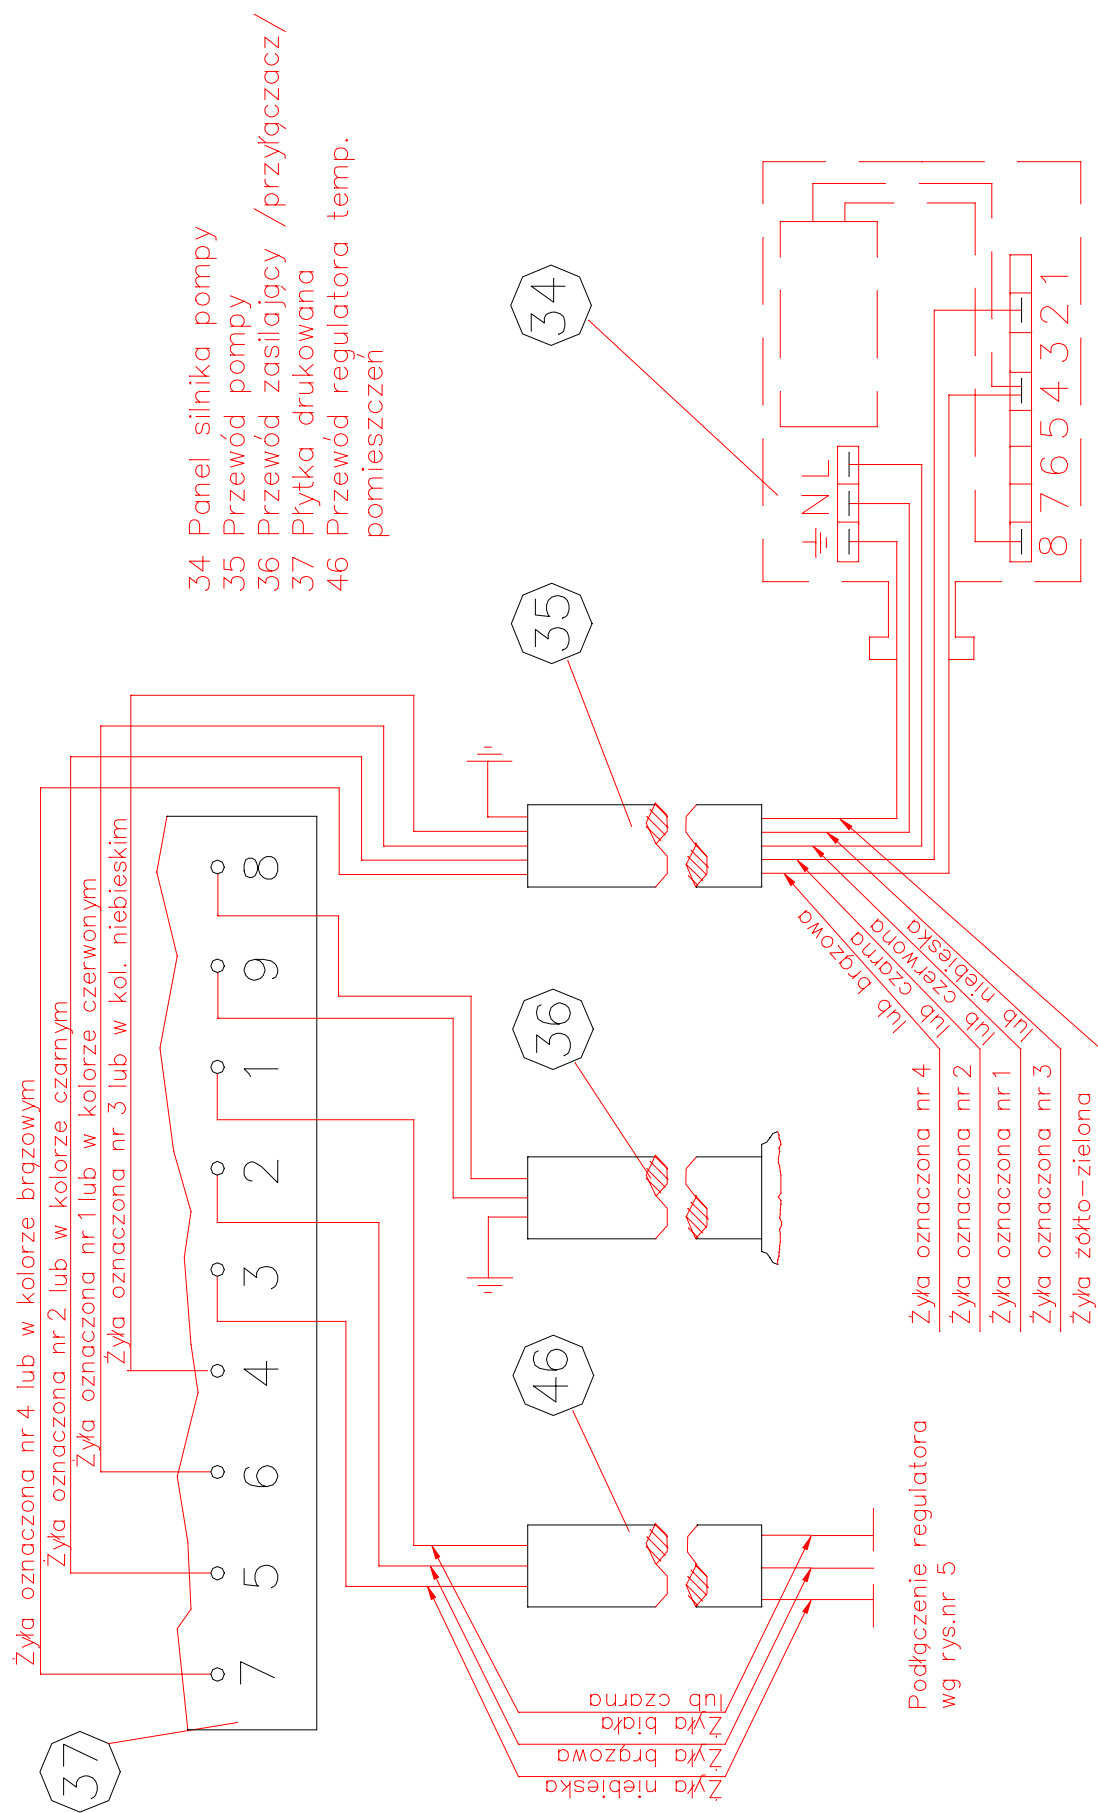 Żyła oznaczona nr 4 lub w kolorze brązowym
Żyła oznaczona nr 2 lub w kolorze czarnym
Żyła oznaczona nr 1 lub w kolorze czerwonym
Żyła oznaczona nr 3 lub w kol. niebieskim
37
7 5 6 4 3 2 1 9 8
34 Panel silnika pompy
35 Przewód pompy
36 Przewód zasilający /przyłączacz/
37 Płytka drukowana
46 Przewód regulatora temp.
pomieszczeń
46
36
35
34
Żyła niebieska
Żyła brązowa
Żyła biała
lub czarna
Podłączenie regulatora
wg rys.nr 5
lub brązowa
lub czarna
lub czerwona
lub niebieska
Żyła oznaczona nr 4
Żyła oznaczona nr 2
Żyła oznaczona nr 1
Żyła oznaczona nr 3
Żyła żółto-zielona
N L
8 7 6 5 4 3 2 1